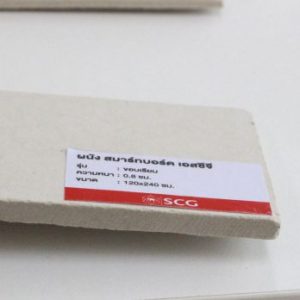 ผนัง สมาร์ทบอร์ด เอสซีจี
รุ่น : ขอบเรียบ
ความหนา : 0.8 ซม.
ขนาด : 120x240 ซม.
SCG